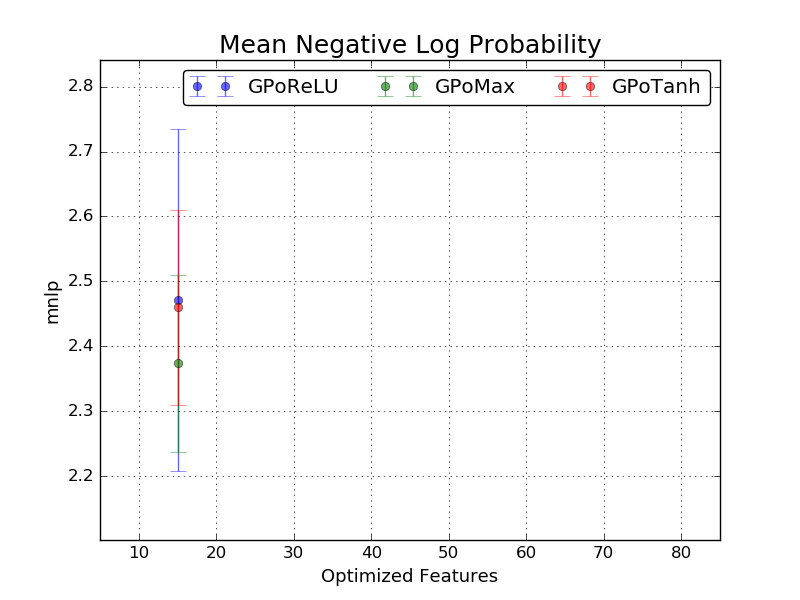 Mean Negative Log Probability
GPoReLU GPoMax GPoTanh
2.8
2.7
2.6
2.5
2.4
2.3
2.2
mnlp
10 20 30 40 50 60 70 80
Optimized Features